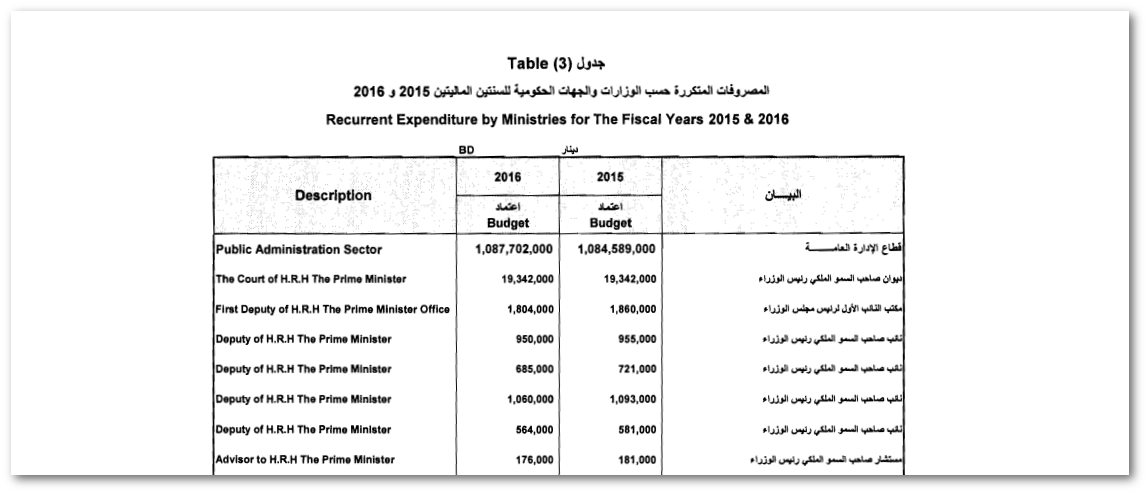 Table (3) جدول
المصروفات المتكررة حسب الوزارات والجهات الحكومية للسنتين الماليتين 2015 و 2016
Recurrent Expenditure by Ministries for The Fiscal Years 2015 & 2016
BD دينار
Description 2016 2015 البيـــان
اعتماد اعتماد
Budget Budget
Public Administration Sector 1,087,702,000 1,084,589,000 قطاع الإدارة العامـــــــة
The Court of H.R.H The Prime Minister 19,342,000 19,342,000 ديوان صاحب السمو الملكي رئيس الوزراء
First Deputy of H.R.H The Prime Minister Office 1,804,000 1,860,000 مكتب النائب الأول لرئيس مجلس الوزراء
Deputy of H.R.H The Prime Minister 950,000 955,000 نائب صاحب السمو الملكي رئيس الوزراء
Deputy of H.R.H The Prime Minister 685,000 721,000 نائب صاحب السمو الملكي رئيس الوزراء
Deputy of H.R.H The Prime Minister 1,060,000 1,093,000 نائب صاحب السمو الملكي رئيس الوزراء
Deputy of H.R.H The Prime Minister 564,000 581,000 نائب صاحب السمو الملكي رئيس الوزراء
Advisor to H.R.H The Prime Minister 176,000 181,000 مستشار صاحب السمو الملكي رئيس الوزراء